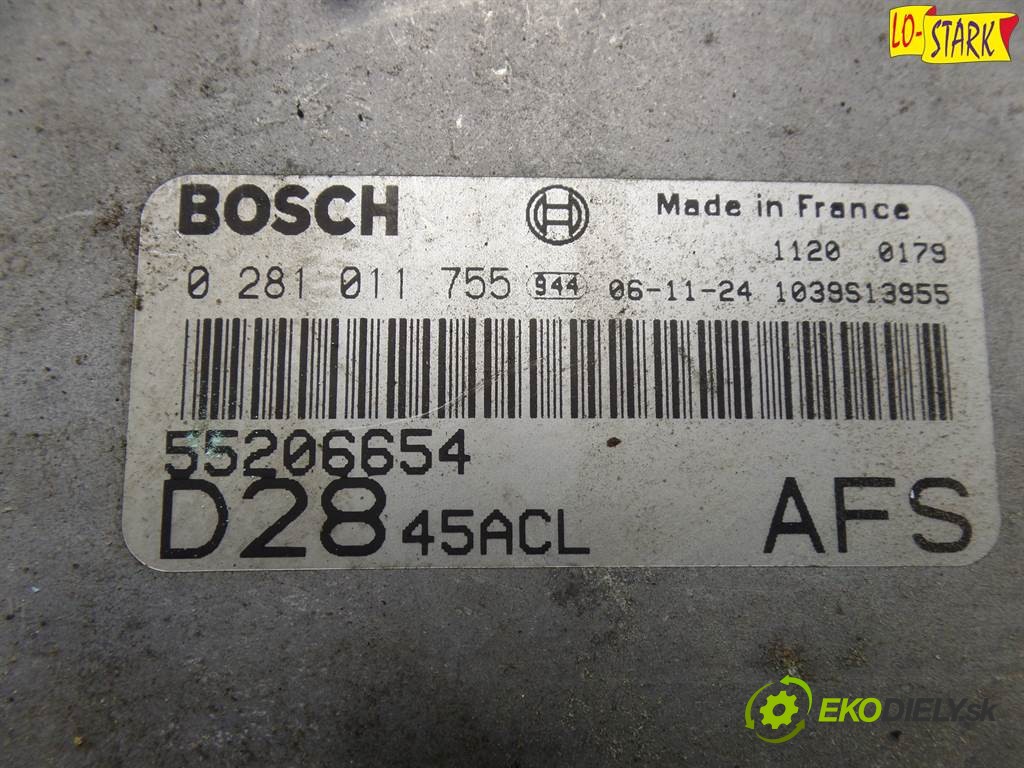 LO-STARK
BOSCH Made in France
1120 0179
0 281 011 755 944 06-11-24 1039S13955
55206654
D28 45ACL AFS
EKODIELY.sk